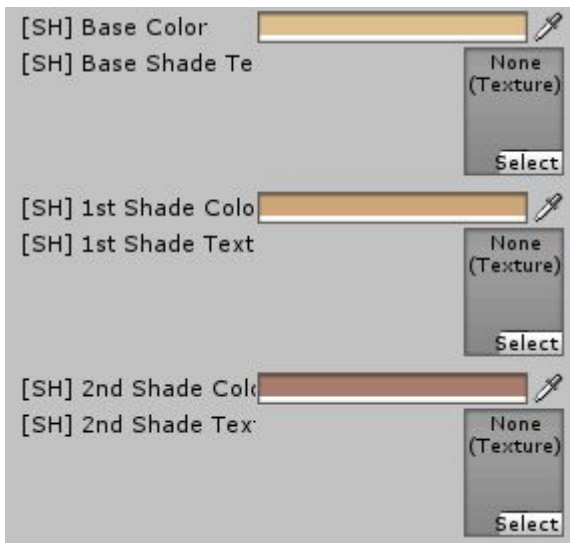 [SH] Base Color
[SH] Base Shade Te
None
(Texture)
Select
[SH] 1st Shade Colo
[SH] 1st Shade Text
None
(Texture)
Select
[SH] 2nd Shade Colo
[SH] 2nd Shade Tex
None
(Texture)
Select